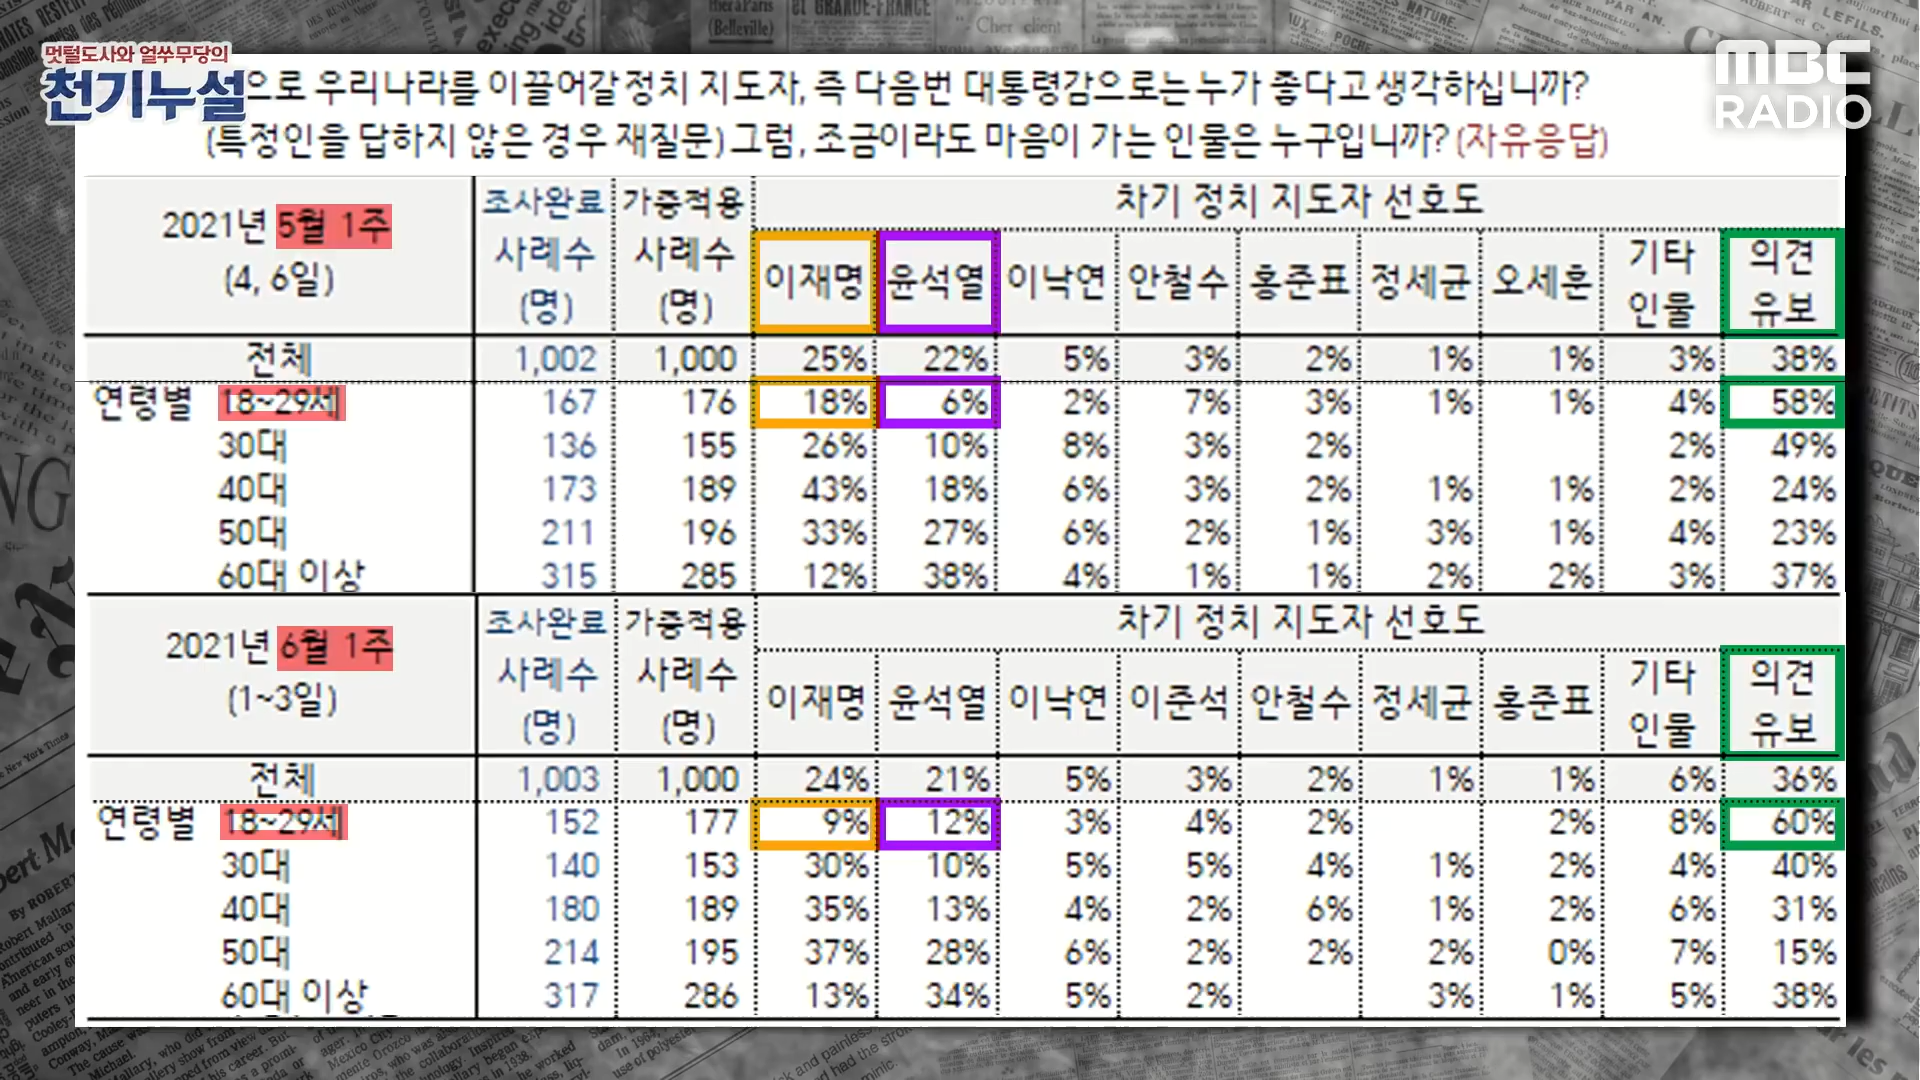 멋털도사와 얼쑤무당의
천기누설
MBC
RADIO
으로 우리나라를 이끌어갈 정치 지도자, 즉 다음번 대통령감으로는 누가 좋다고 생각하십니까?
(특정인을 답하지 않은 경우 재질문) 그럼, 조금이라도 마음이 가는 인물은 누구입니까? (자유응답)
2021년 5월 1주
(4, 6일)
조사완료 사례수 (명)
가중적용 사례수 (명)
차기 정치 지도자 선호도
이재명 윤석열 이낙연 안철수 홍준표 정세균 오세훈 기타 인물 의견 유보
전체 1,002 1,000 25% 22% 5% 3% 2% 1% 1% 3% 38%
연령별 18~29세 167 176 18% 6% 2% 7% 3% 1% 1% 4% 58%
30대 136 155 26% 10% 8% 3% 2% 2% 49%
40대 173 189 43% 18% 6% 3% 2% 1% 1% 2% 24%
50대 211 196 33% 27% 6% 2% 1% 3% 1% 4% 23%
60대 이상 315 285 12% 38% 4% 1% 1% 2% 2% 3% 37%
2021년 6월 1주
(1~3일)
조사완료 사례수 (명)
가중적용 사례수 (명)
차기 정치 지도자 선호도
이재명 윤석열 이낙연 이준석 안철수 정세균 홍준표 기타 인물 의견 유보
전체 1,003 1,000 24% 21% 5% 3% 2% 1% 1% 6% 36%
연령별 18~29세 152 177 9% 12% 3% 4% 2% 2% 8% 60%
30대 140 153 30% 10% 5% 5% 4% 1% 2% 4% 40%
40대 180 189 35% 13% 4% 2% 6% 1% 2% 6% 31%
50대 214 195 37% 28% 6% 2% 2% 2% 0% 7% 15%
60대 이상 317 286 13% 34% 5% 2% 3% 1% 5% 38%